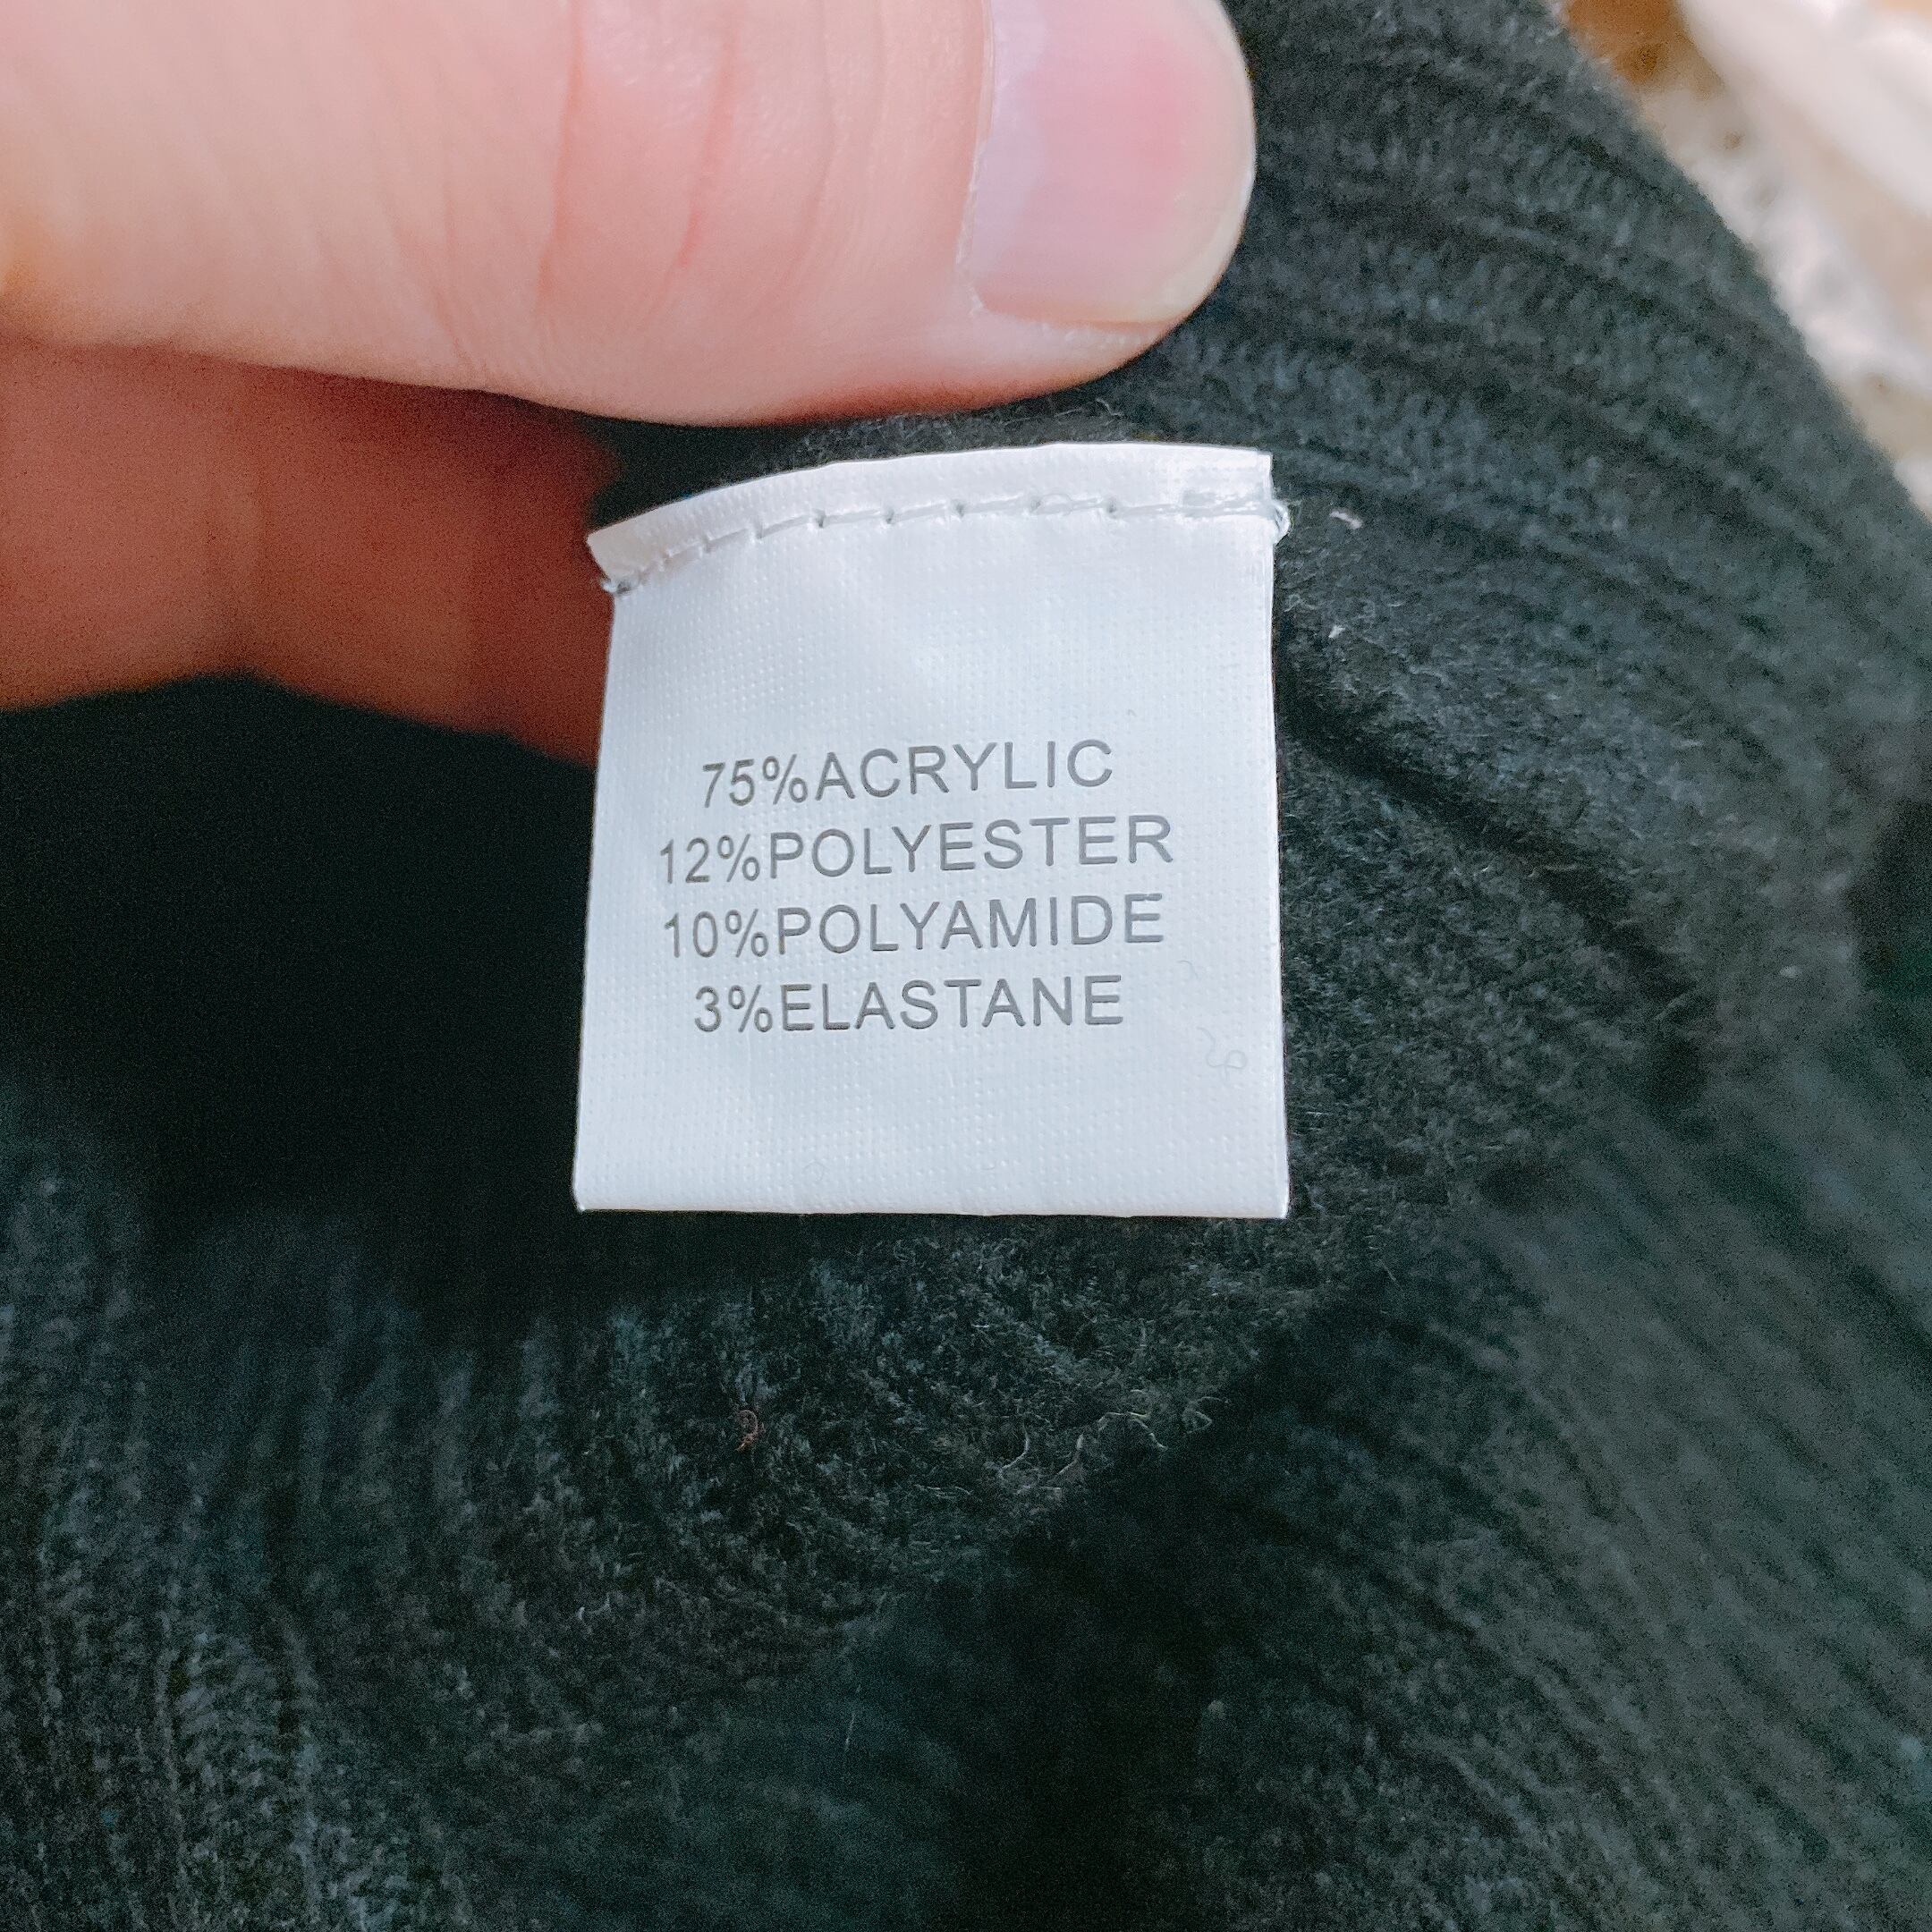 75%ACRYLIC
12%POLYESTER
10%POLYAMIDE
3%ELASTANE